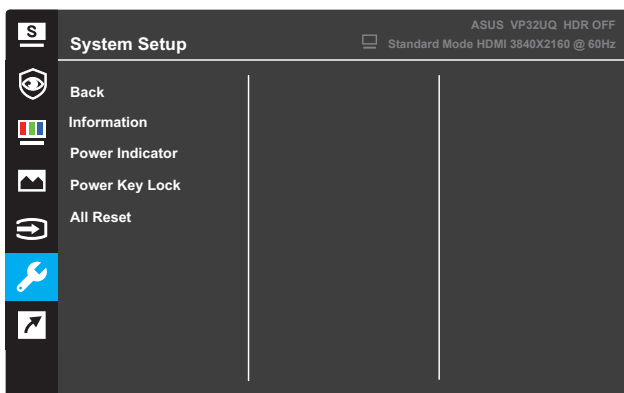 S
ASUS VP32UQ HDR OFF
System Setup
Standard Mode HDMI 3840X2160 @ 60Hz
Back
Information
Power Indicator
Power Key Lock
All Reset